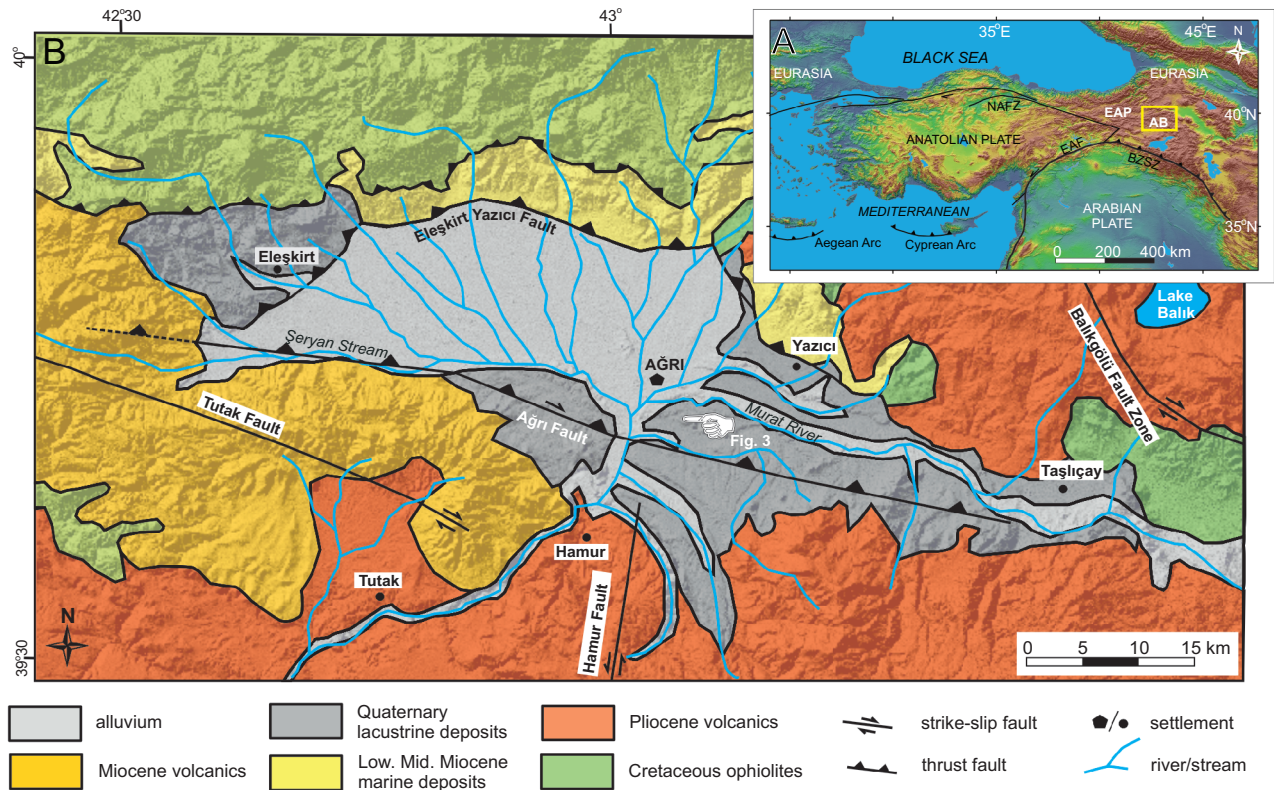 42°30'
43°
B
40°
39°30'
Eleşkirt
Eleşkirt Yazıcı Fault
Şeryan Stream
AĞRI
Yazıcı
Lake
Balık
Balıkgölü Fault Zone
Tutak Fault
Ağrı Fault
Murat River
Fig. 3
Taşlıçay
Hamur
Tutak
Hamur Fault
N
0 5 10 15 km
A
35°E
45°E
N
BLACK SEA
EURASIA
EURASIA
NAFZ
EAP
40°N
AB
ANATOLIAN PLATE
EAF
BZSZ
MEDITERRANEAN
ARABIAN
PLATE
35°N
Aegean Arc
Cyprean Arc
0 200 400 km
alluvium
Quaternary
lacustrine deposits
Pliocene volcanics
strike-slip fault
settlement
Miocene volcanics
Low. Mid. Miocene
marine deposits
Cretaceous ophiolites
thrust fault
river/stream